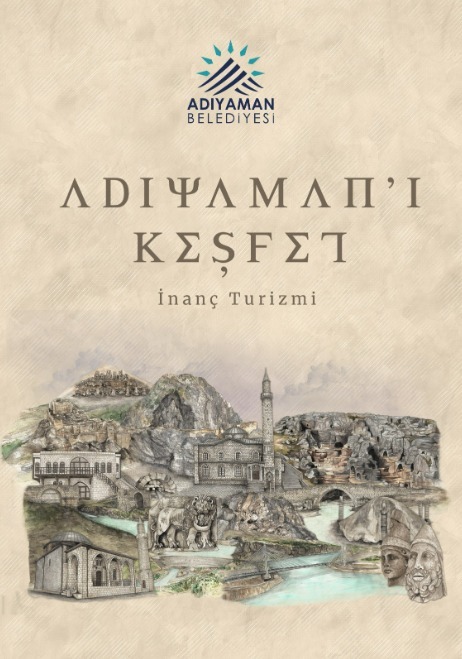 ADIYAMAN
BELEDİYESİ
ADIYAMAN'I
KEŞFET
İnanç Turizmi